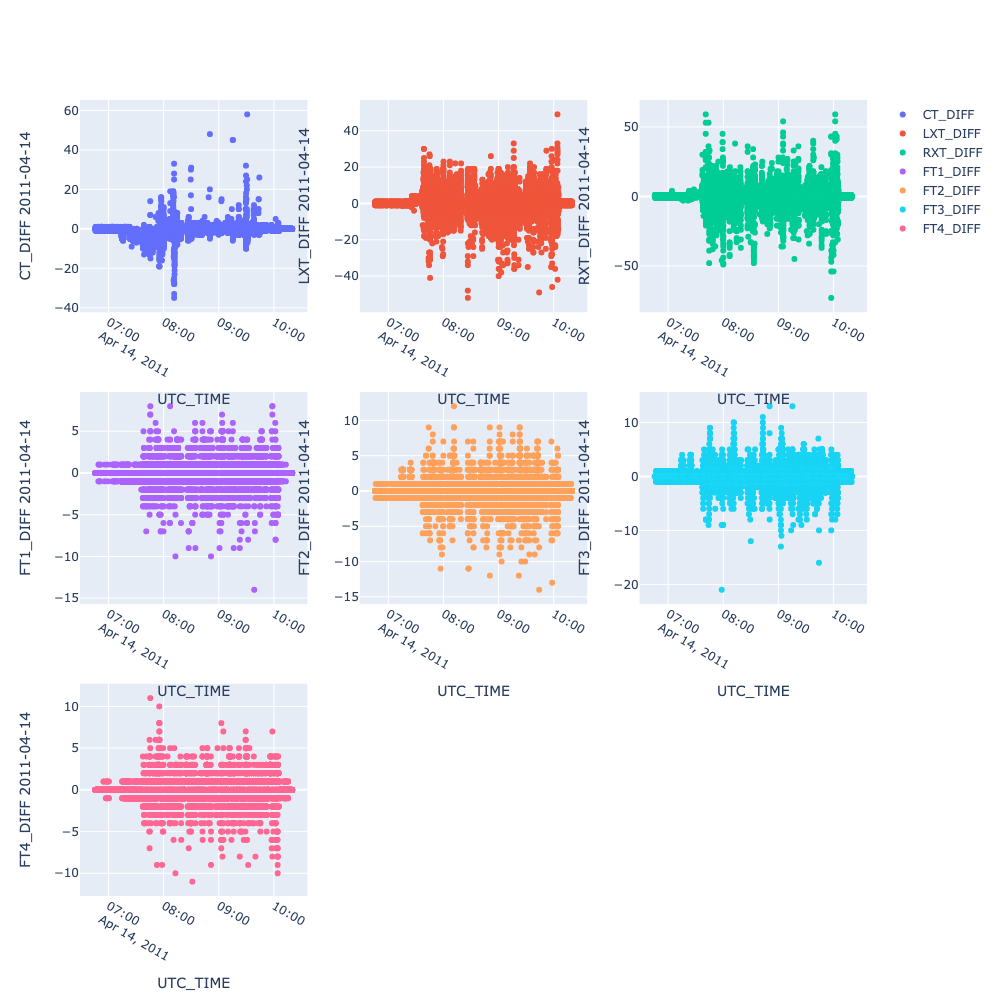 CT_DIFF 2011-04-14
60
40
20
0
−20
−40
07:00
Apr 14, 2011
08:00
09:00
10:00
UTC_TIME
LXT_DIFF 2011-04-14
40
20
0
−20
−40
07:00
Apr 14, 2011
08:00
09:00
10:00
UTC_TIME
RXT_DIFF 2011-04-14
50
0
−50
07:00
Apr 14, 2011
08:00
09:00
10:00
UTC_TIME
CT_DIFF
LXT_DIFF
RXT_DIFF
FT1_DIFF
FT2_DIFF
FT3_DIFF
FT4_DIFF
FT1_DIFF 2011-04-14
5
0
−5
−10
−15
07:00
Apr 14, 2011
08:00
09:00
10:00
UTC_TIME
FT2_DIFF 2011-04-14
10
5
0
−5
−10
−15
07:00
Apr 14, 2011
08:00
09:00
10:00
UTC_TIME
FT3_DIFF 2011-04-14
10
0
−10
−20
07:00
Apr 14, 2011
08:00
09:00
10:00
UTC_TIME
FT4_DIFF 2011-04-14
10
5
0
−5
−10
07:00
Apr 14, 2011
08:00
09:00
10:00
UTC_TIME